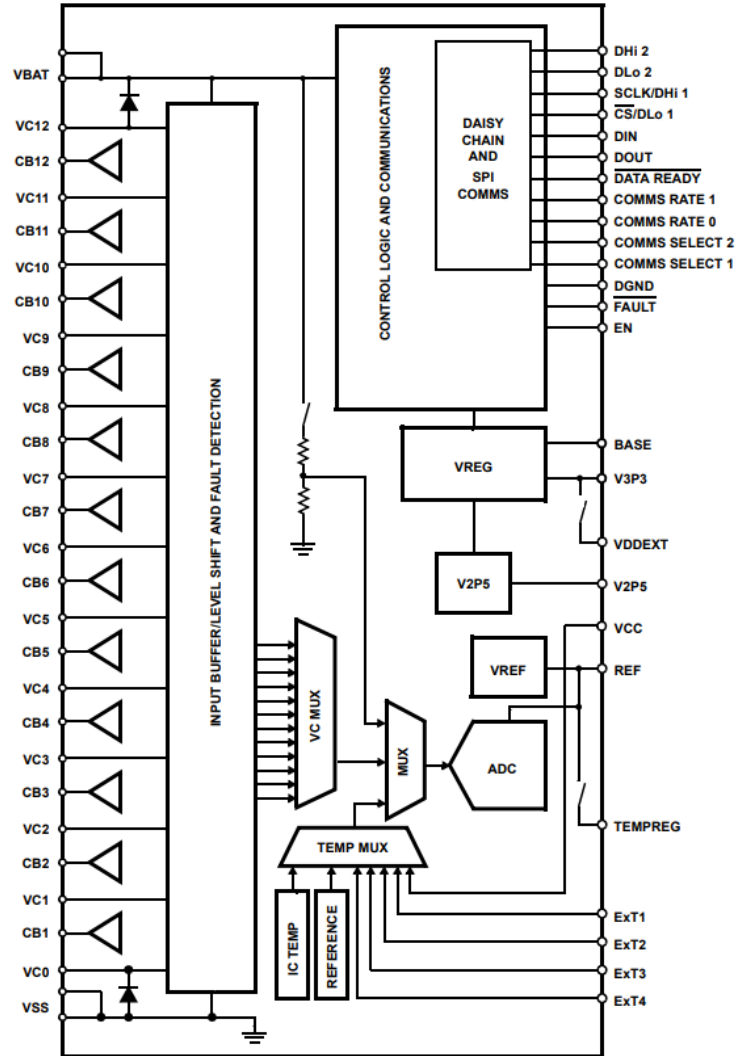 VBAT
VC12
CB12
VC11
CB11
VC10
CB10
VC9
CB9
VC8
CB8
VC7
CB7
VC6
CB6
VC5
CB5
VC4
CB4
VC3
CB3
VC2
CB2
VC1
CB1
VC0
VSS
INPUT BUFFER/LEVEL SHIFT AND FAULT DETECTION
CONTROL LOGIC AND COMMUNICATIONS
DAISY
CHAIN
AND
SPI
COMMS
VREG
V2P5
VREF
VC MUX
MUX
ADC
TEMP MUX
IC TEMP
REFERENCE
DHi 2
DLo 2
SCLK/DHi 1
CS/DLo 1
DIN
DOUT
DATA READY
COMMS RATE 1
COMMS RATE 0
COMMS SELECT 2
COMMS SELECT 1
DGND
FAULT
EN
BASE
V3P3
VDDEXT
V2P5
VCC
REF
TEMPREG
ExT1
ExT2
ExT3
ExT4